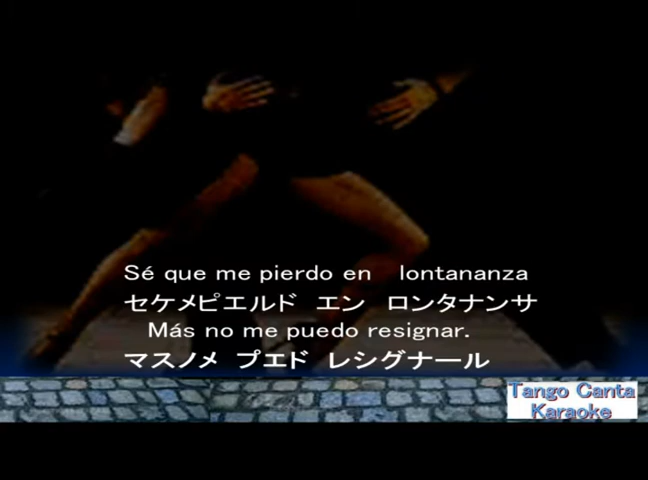 Sé que me pierdo en lontananza
セケメピエルド エン ロンタナンサ
Más no me puedo resignar.
マスノメ プエド レシグナール
Tango Canta
Karaoke